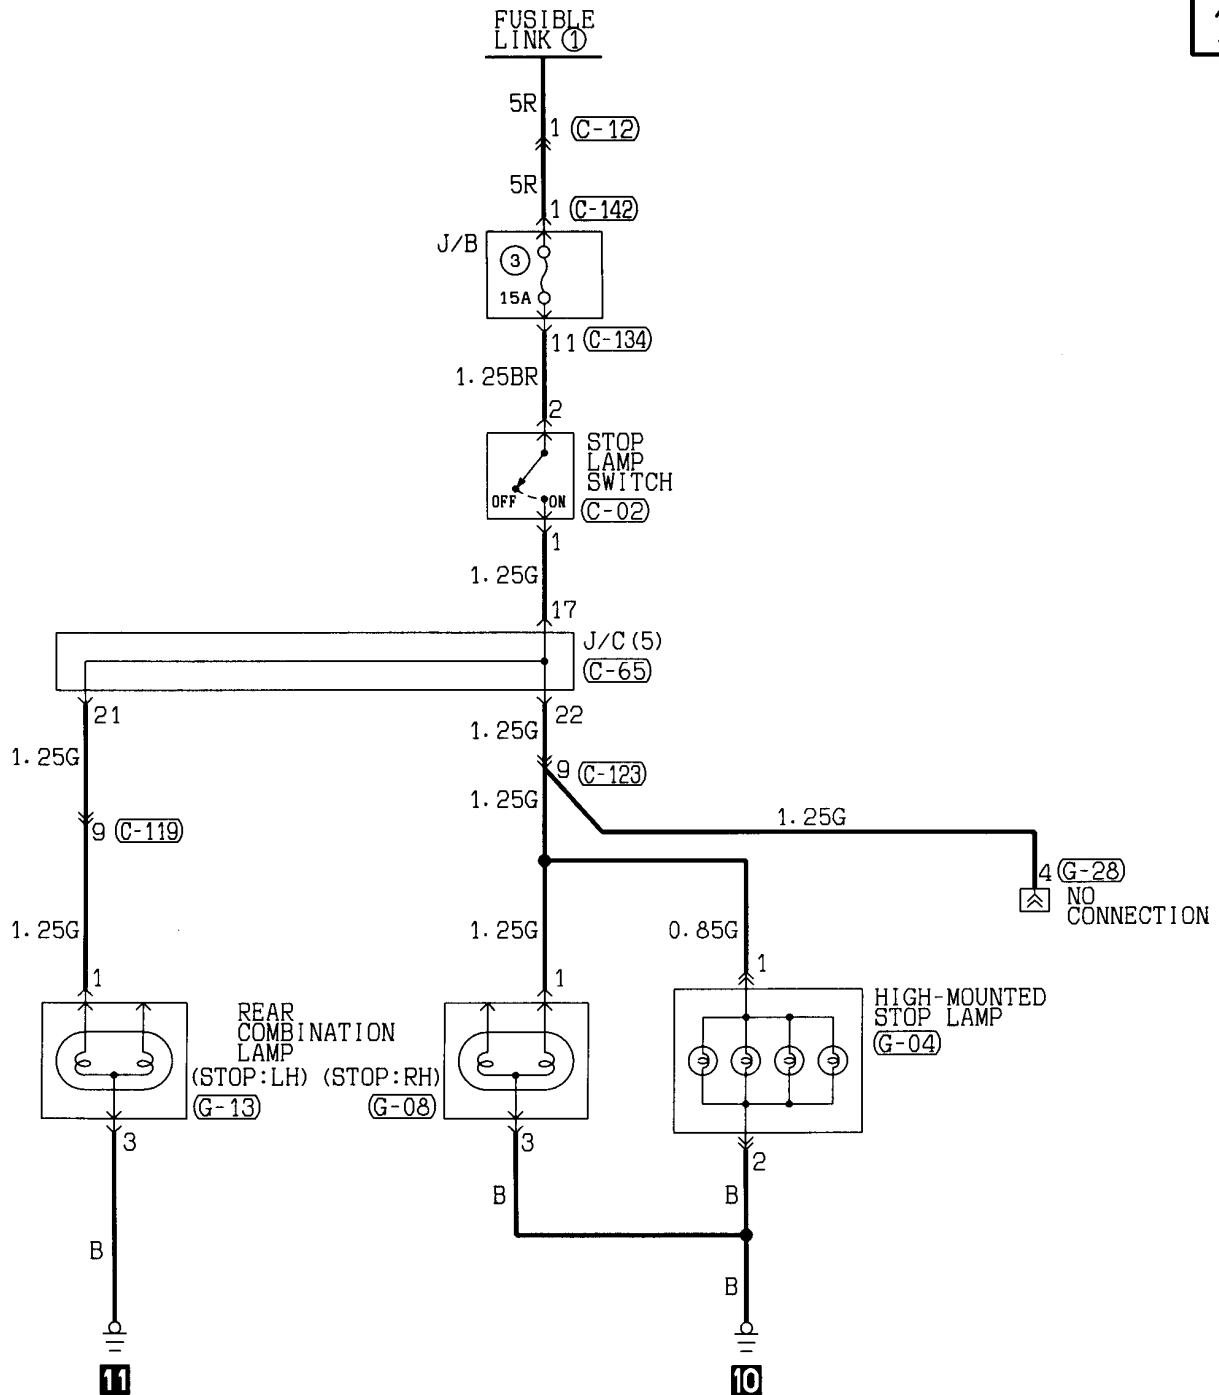 FUSIBLE
LINK ①
5R
1 (C-12)
5R
1 (C-142)
J/B
3
15A
11 (C-134)
1.25BR
2
STOP
LAMP
SWITCH
OFF ON
(C-02)
1
1.25G
17
J/C(5)
(C-65)
21
22
1.25G
1.25G
9 (C-123)
1.25G
1.25G
9 (C-119)
4 (G-28)
NO
CONNECTION
1.25G
1.25G
0.85G
1
1
1
REAR
COMBINATION
LAMP
(STOP:LH) (STOP:RH)
(G-13)
(G-08)
HIGH-MOUNTED
STOP LAMP
(G-04)
3
3
2
B
B
B
B
11
10